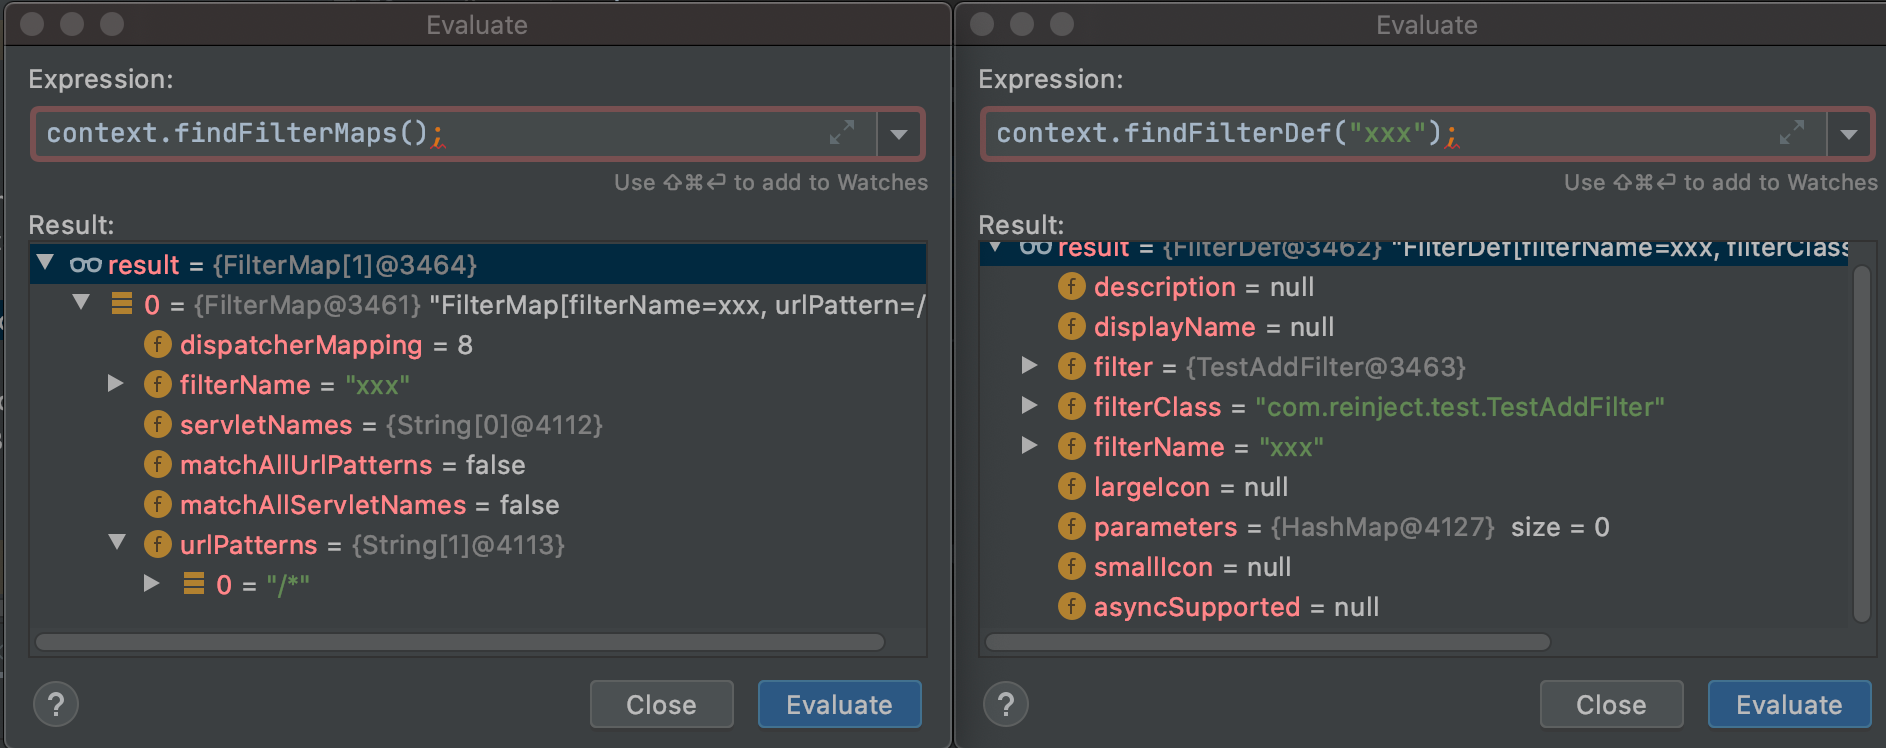 Evaluate
Expression:
context.findFilterMaps();
Use ⇧⌘⏎ to add to Watches
Result:
result = {FilterMap[1]@3464}
0 = {FilterMap@3461} "FilterMap[filterName=xxx, urlPattern=/
dispatcherMapping = 8
filterName = "xxx"
servletNames = {String[0]@4112}
matchAllUrlPatterns = false
matchAllServletNames = false
urlPatterns = {String[1]@4113}
0 = "/*"
?
Close
Evaluate
Evaluate
Expression:
context.findFilterDef("xxx");
Use ⇧⌘⏎ to add to Watches
Result:
result = {FilterDef@3462} "FilterDef[filterName=xxx, filterClass
description = null
displayName = null
filter = {TestAddFilter@3463}
filterClass = "com.reinject.test.TestAddFilter"
filterName = "xxx"
largeIcon = null
parameters = {HashMap@4127} size = 0
smallIcon = null
asyncSupported = null
?
Close
Evaluate